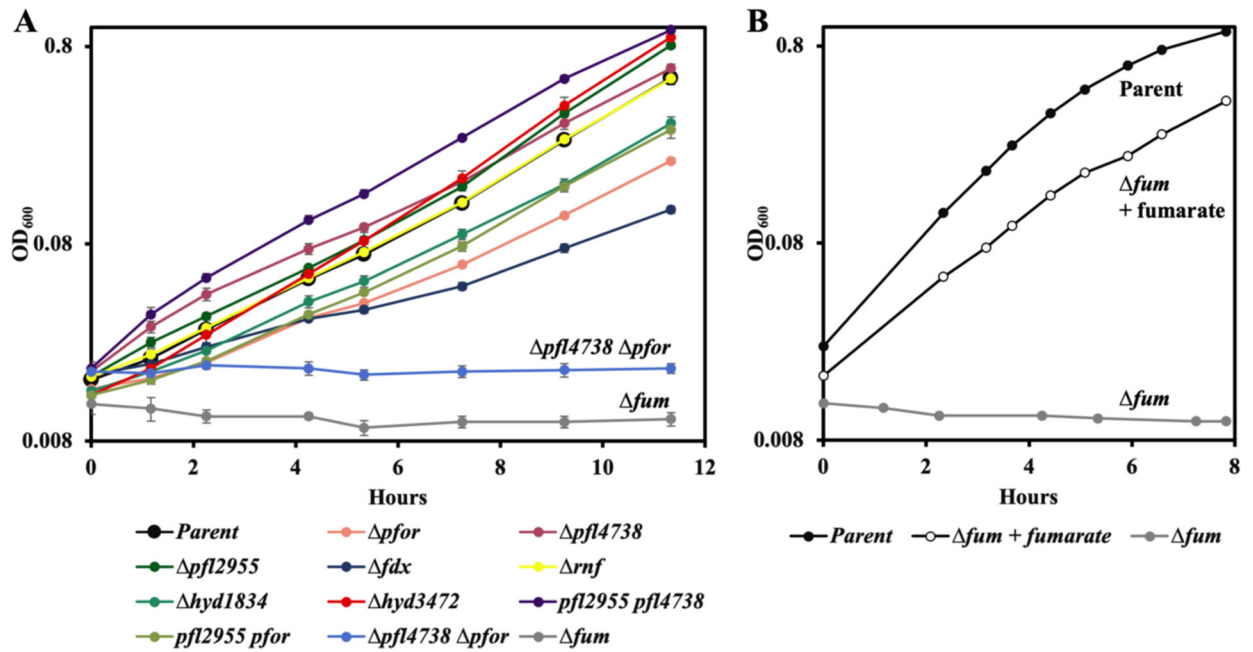 A
0.8
0.08
0.008
OD600
Δpfl4738 Δpfor
Δfum
0 2 4 6 8 10 12
Hours
Parent Δpfor Δpfl4738
Δpfl2955 Δfdx Δrnf
Δhyd1834 Δhyd3472 pfl2955 pfl4738
pfl2955 pfor Δpfl4738 Δpfor Δfum
B
0.8
0.08
0.008
OD600
Parent
Δfum
+ fumarate
Δfum
0 2 4 6 8
Hours
Parent Δfum + fumarate Δfum